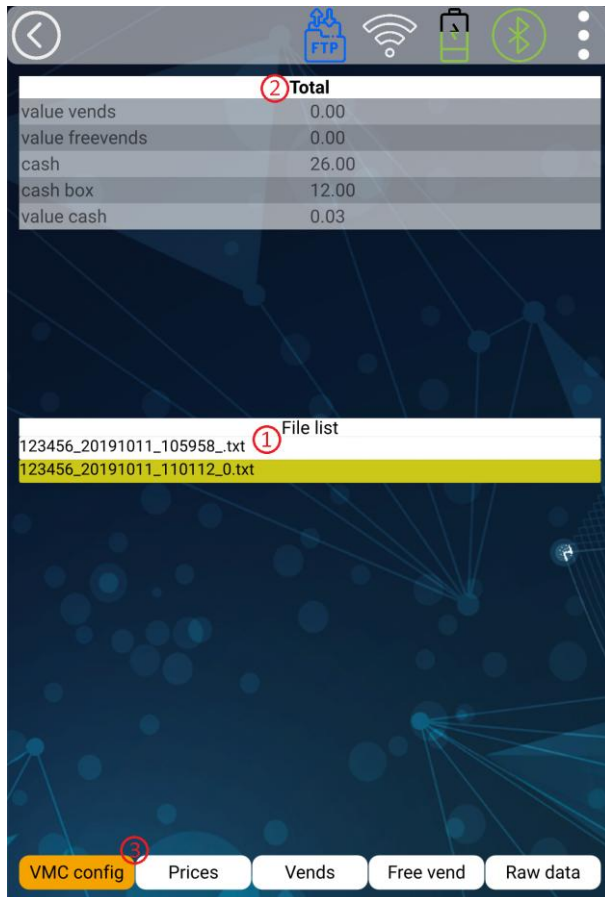 FTP
② Total
value vends 0.00
value freevends 0.00
cash 26.00
cash box 12.00
value cash 0.03
File list
123456_20191011_105958_.txt ①
123456_20191011_110112_0.txt
③
VMC config Prices Vends Free vend Raw data